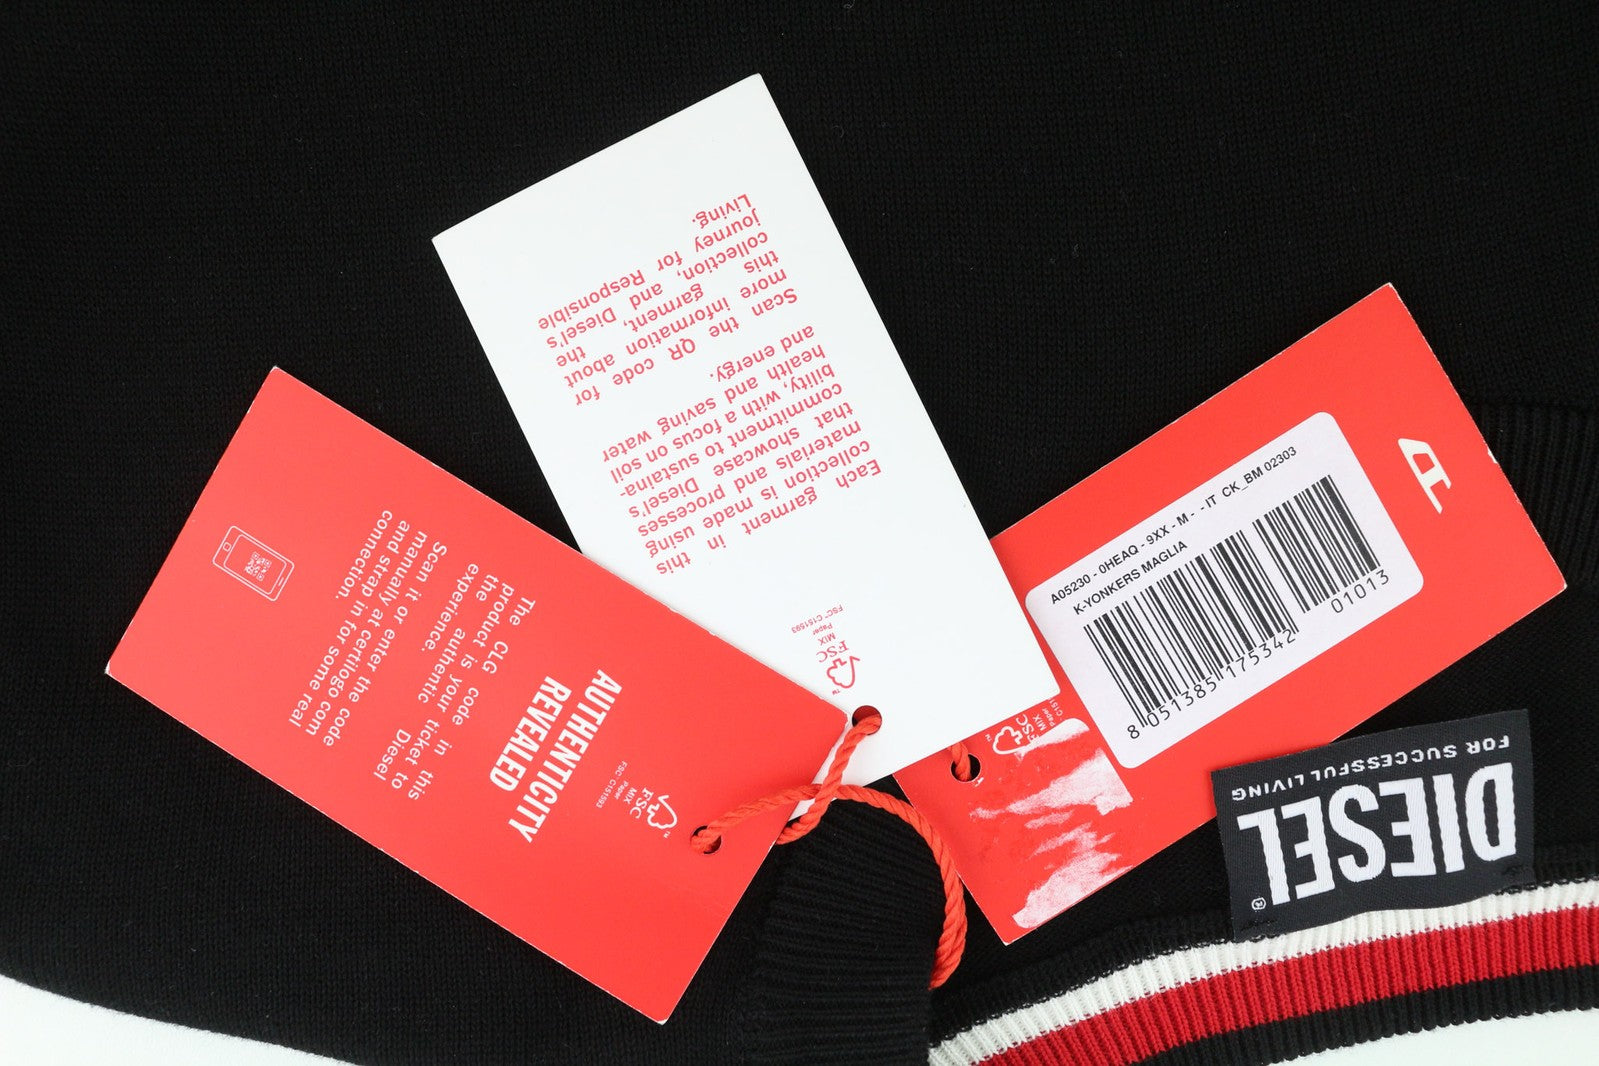 Each garment in this
collection is made using
materials and processes
that showcase Diesel's
commitment to sustaina-
bility, with a focus on soil
health and saving water
and energy.
Scan the QR code for
more information about
this garment, the
collection, and Diesel's
journey for Responsible
Living.
FSC™
MIX
Paper
FSC™ C151593
AUTHENTICITY
REVEALED
The CLG code in this
product is your ticket to
the authentic Diesel
experience.
Scan it or enter the code
manually at certilogo com
and strap in for some real
connection.
FSC™
MIX
Paper
FSC™ C151593
D
A05230 - 0HEAQ - 9XX - M - - IT CK_BM 02303
K-YONKERS MAGLIA
8 051385 175342
01013
FSC
MIX
Paper
DIESEL®
FOR SUCCESSFUL LIVING